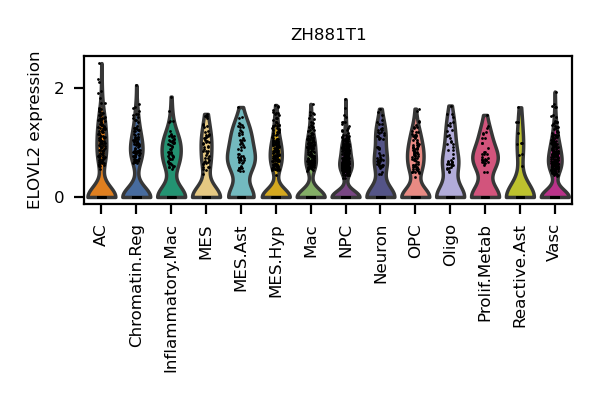 ZH881T1
ELOVL2 expression
2
0
AC
Chromatin.Reg
Inflammatory.Mac
MES
MES.Ast
MES.Hyp
Mac
NPC
Neuron
OPC
Oligo
Prolif.Metab
Reactive.Ast
Vasc